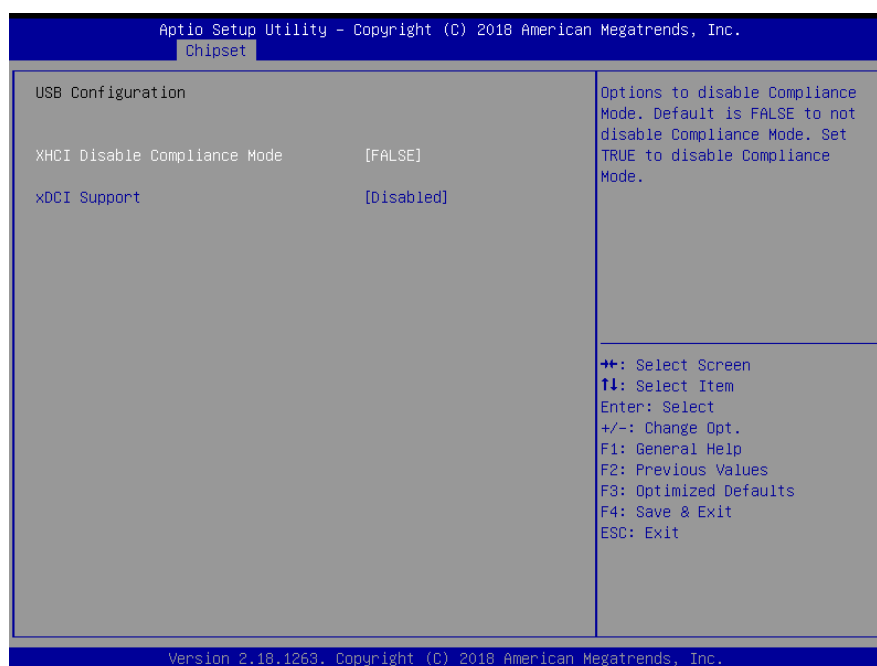 Aptio Setup Utility – Copyright (C) 2018 American Megatrends, Inc.
Chipset
USB Configuration
XHCI Disable Compliance Mode [FALSE]
xDCI Support [Disabled]
Options to disable Compliance
Mode. Default is FALSE to not
disable Compliance Mode. Set
TRUE to disable Compliance
Mode.
→←: Select Screen
↑↓: Select Item
Enter: Select
+/-: Change Opt.
F1: General Help
F2: Previous Values
F3: Optimized Defaults
F4: Save & Exit
ESC: Exit
Version 2.18.1263. Copyright (C) 2018 American Megatrends, Inc.